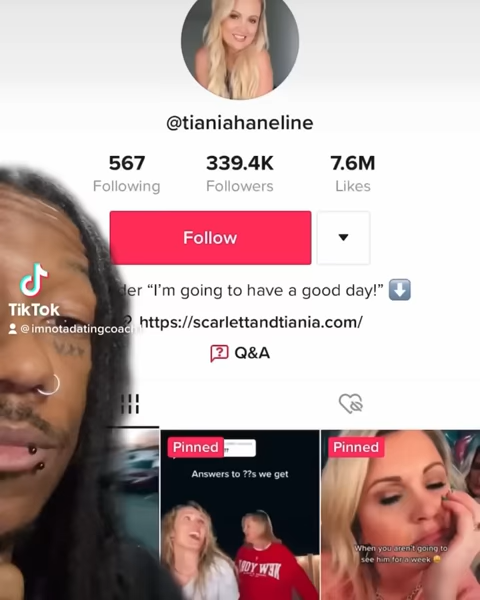 @tianiahaneline
567
339.4K
7.6M
Following
Followers
Likes
Follow
der “I’m going to have a good day!” ⬇️
https://scarlettandtiania.com/
Q&A
TikTok
@imnotadatingcoach
Pinned
Pinned
Answers to ??s we get
When you aren't going to
see him for a week